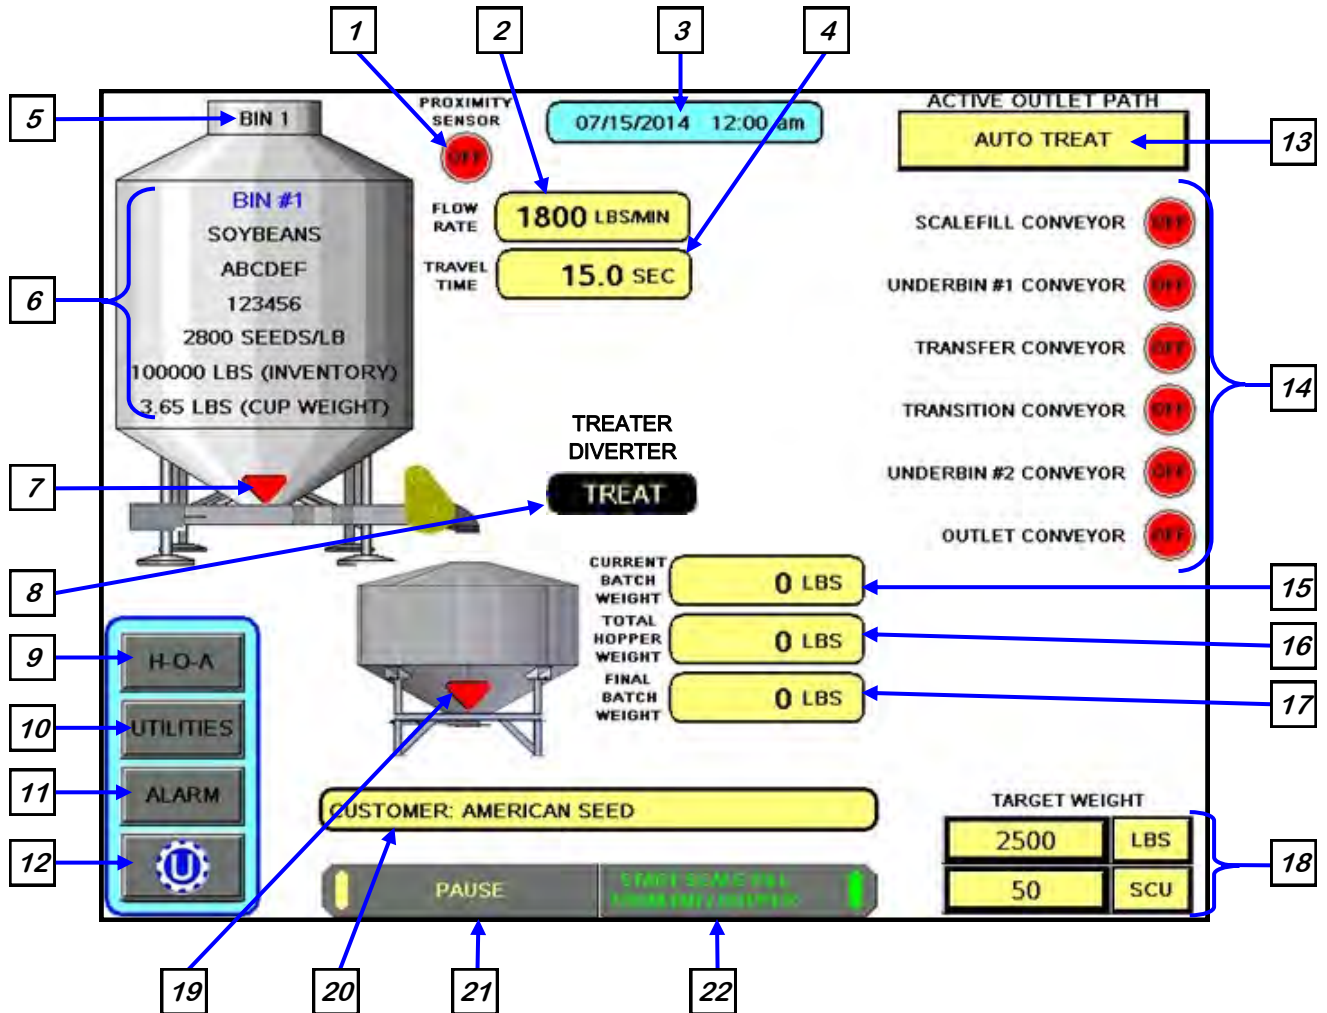 1
2
3
4
5
BIN 1
PROXIMITY
SENSOR
OFF
07/15/2014 12:00 am
ACTIVE OUTLET PATH
AUTO TREAT
13
6
BIN #1
SOYBEANS
ABCDEF
123456
2800 SEEDS/LB
100000 LBS (INVENTORY)
3.65 LBS (CUP WEIGHT)
FLOW
RATE
1800 LBS/MIN
TRAVEL
TIME
15.0 SEC
SCALEFILL CONVEYOR OFF
UNDERBIN #1 CONVEYOR OFF
TRANSFER CONVEYOR OFF
TRANSITION CONVEYOR OFF
UNDERBIN #2 CONVEYOR OFF
OUTLET CONVEYOR OFF
14
7
TREATER
DIVERTER
TREAT
8
CURRENT
BATCH
WEIGHT
0 LBS
15
TOTAL
HOPPER
WEIGHT
0 LBS
16
FINAL
BATCH
WEIGHT
0 LBS
17
9
H-O-A
10
UTILITIES
11
ALARM
12
U
CUSTOMER: AMERICAN SEED
TARGET WEIGHT
2500 LBS
50 SCU
18
PAUSE
START SCALE FILL
19
20
21
22